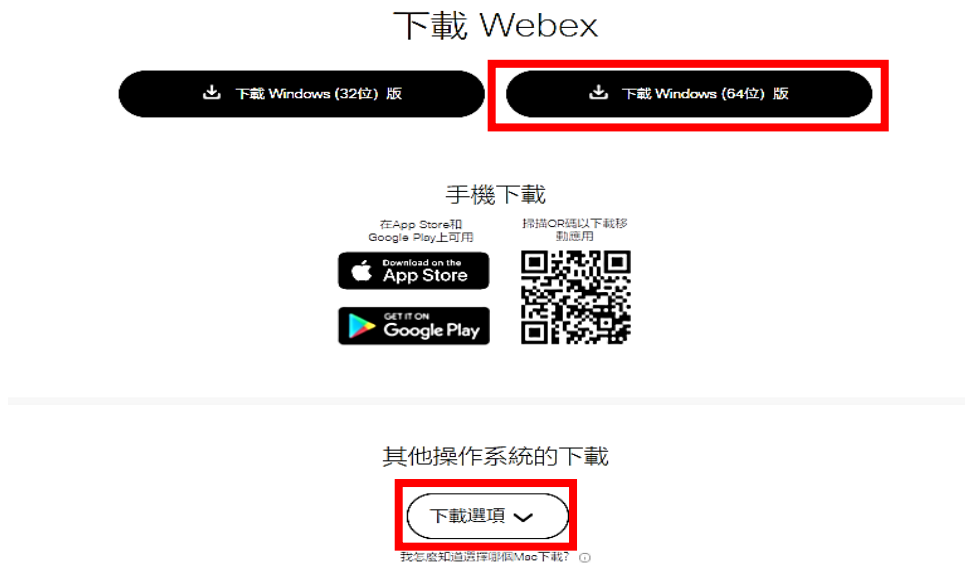 下載 Webex
下載 Windows (32位) 版
下載 Windows (64位) 版
手機下載
在App Store和
Google Play上可用
掃描QR碼以下載移
動應用
Download on the
App Store
GET IT ON
Google Play
其他操作系統的下載
下載選項
我怎麼知道選擇哪個Mac下載?